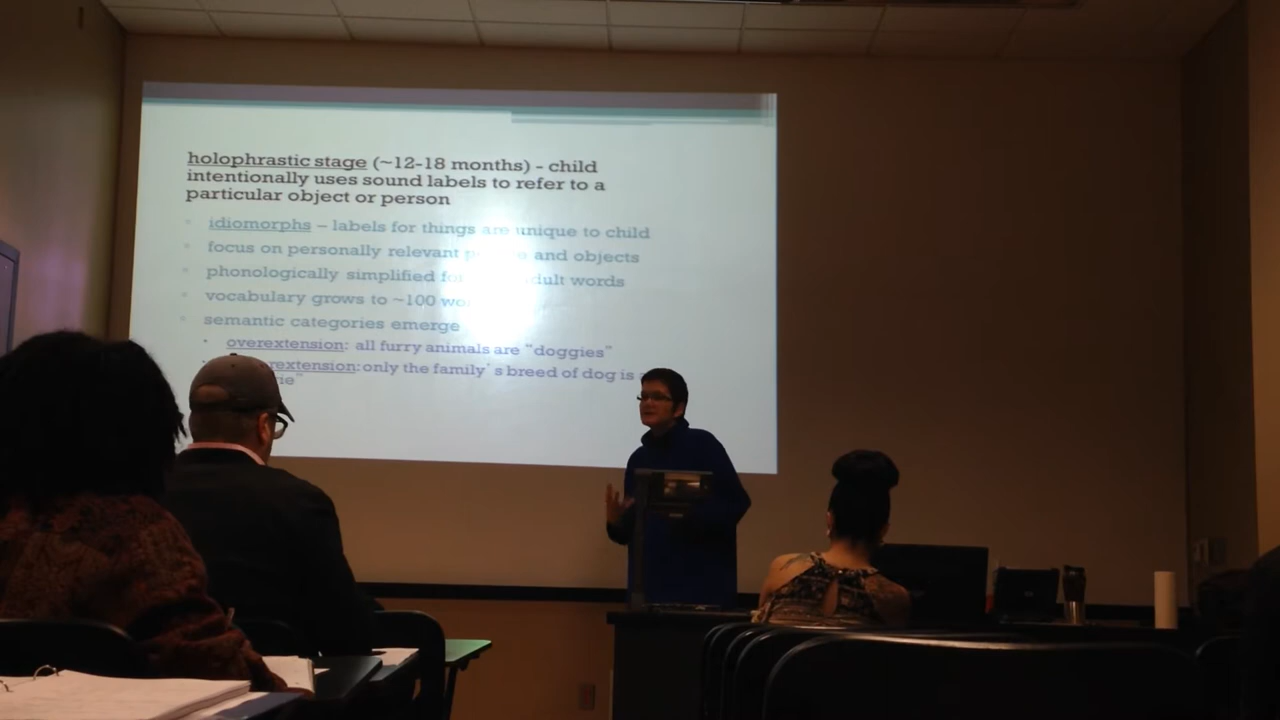 holophrastic stage (~12-18 months) - child
intentionally uses sound labels to refer to a
particular object or person
idiomorphs – labels for things are unique to child
focus on personally relevant and objects
phonologically simplified words
vocabulary grows to ~100
semantic categories emerge
overextension: all furry animals are "doggies"
only the family's breed of dog is